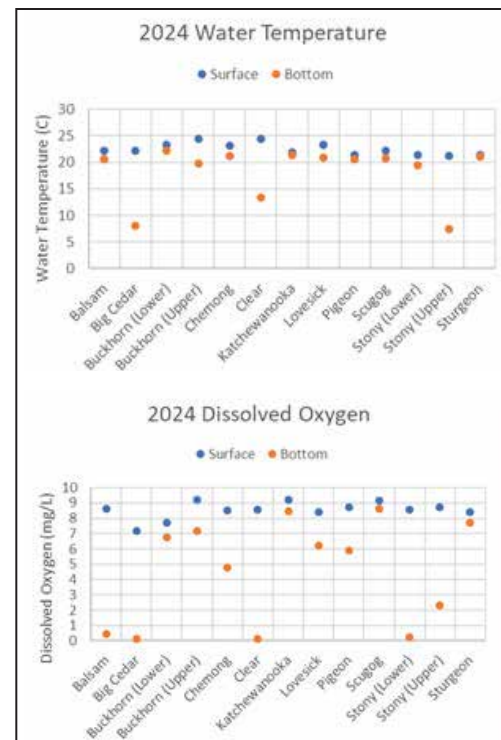 2024 Water Temperature
Surface Bottom
Water Temperature (C)
30
25
20
15
10
5
0
Balsam
Big Cedar
Buckhorn (Lower)
Buckhorn (Upper)
Chemong
Clear
Katchewanooka
Lovesick
Pigeon
Scugog
Stony (Lower)
Stony (Upper)
Sturgeon
2024 Dissolved Oxygen
Surface Bottom
Dissolved Oxygen (mg/L)
10
9
8
7
6
5
4
3
2
1
0
Balsam
Big Cedar
Buckhorn (Lower)
Buckhorn (Upper)
Chemong
Clear
Katchewanooka
Lovesick
Pigeon
Scugog
Stony (Lower)
Stony (Upper)
Sturgeon